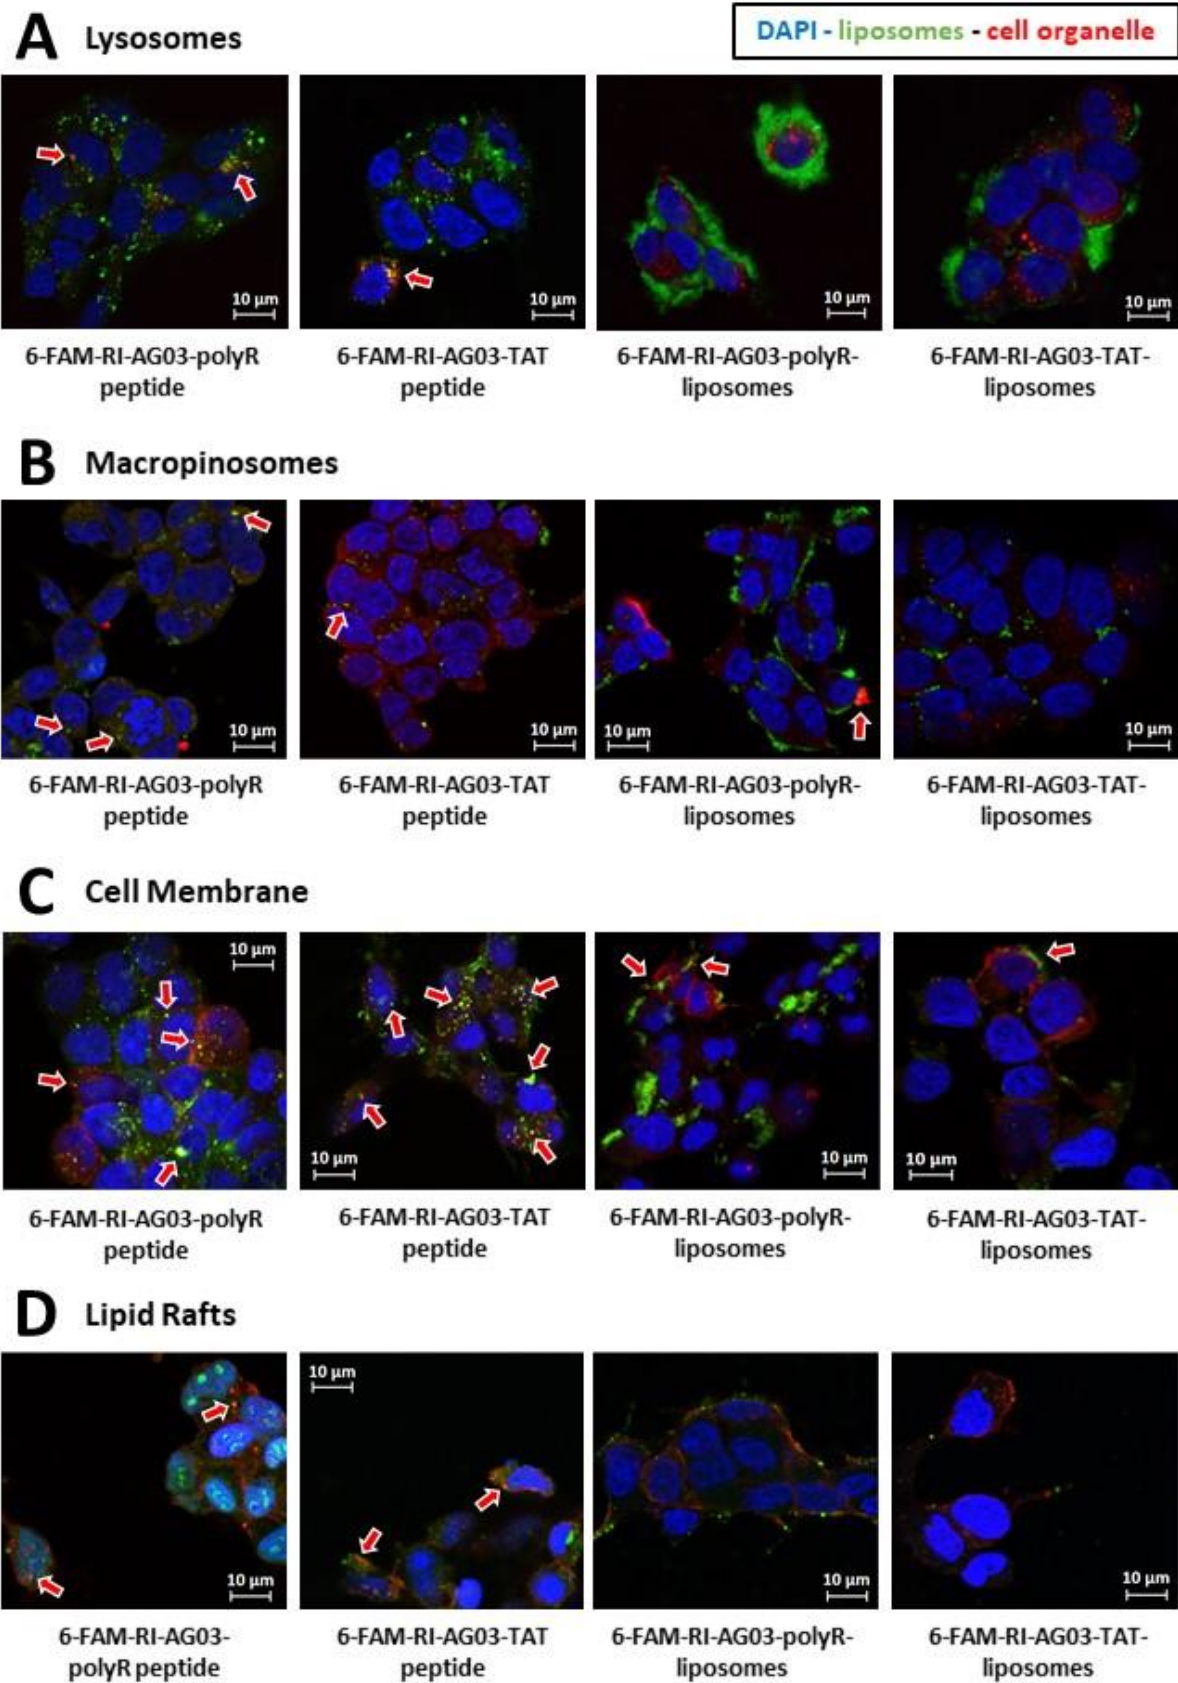 A Lysosomes
DAPI - liposomes - cell organelle
10 µm
10 µm
10 µm
10 µm
6-FAM-RI-AG03-polyR
peptide
6-FAM-RI-AG03-TAT
peptide
6-FAM-RI-AG03-polyR-
liposomes
6-FAM-RI-AG03-TAT-
liposomes
B Macropinosomes
10 µm
10 µm
10 µm
10 µm
6-FAM-RI-AG03-polyR
peptide
6-FAM-RI-AG03-TAT
peptide
6-FAM-RI-AG03-polyR-
liposomes
6-FAM-RI-AG03-TAT-
liposomes
C Cell Membrane
10 µm
10 µm
10 µm
10 µm
6-FAM-RI-AG03-polyR
peptide
6-FAM-RI-AG03-TAT
peptide
6-FAM-RI-AG03-polyR-
liposomes
6-FAM-RI-AG03-TAT-
liposomes
D Lipid Rafts
10 µm
10 µm
10 µm
10 µm
6-FAM-RI-AG03-
polyR peptide
6-FAM-RI-AG03-TAT
peptide
6-FAM-RI-AG03-polyR-
liposomes
6-FAM-RI-AG03-TAT-
liposomes